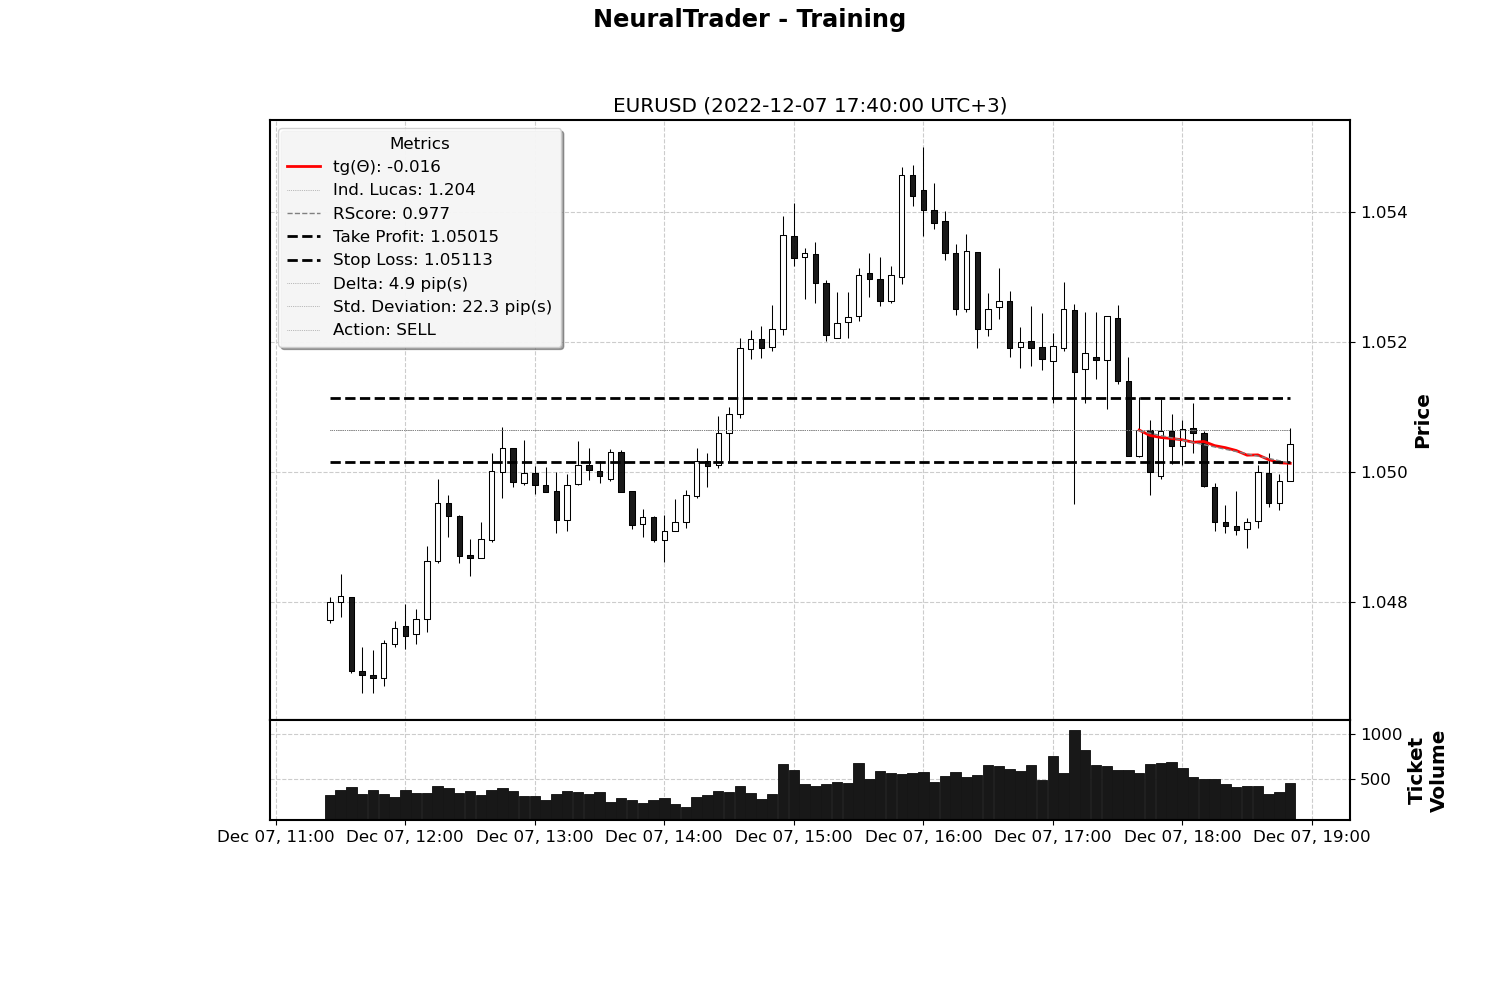 NeuralTrader - Training
EURUSD (2022-12-07 17:40:00 UTC+3)
Metrics
tg(Θ): -0.016
Ind. Lucas: 1.204
RScore: 0.977
Take Profit: 1.05015
Stop Loss: 1.05113
Delta: 4.9 pip(s)
Std. Deviation: 22.3 pip(s)
Action: SELL
1.054
1.052
1.050
1.048
Price
1000
500
Ticket
Volume
Dec 07, 11:00 Dec 07, 12:00 Dec 07, 13:00 Dec 07, 14:00 Dec 07, 15:00 Dec 07, 16:00 Dec 07, 17:00 Dec 07, 18:00 Dec 07, 19:00